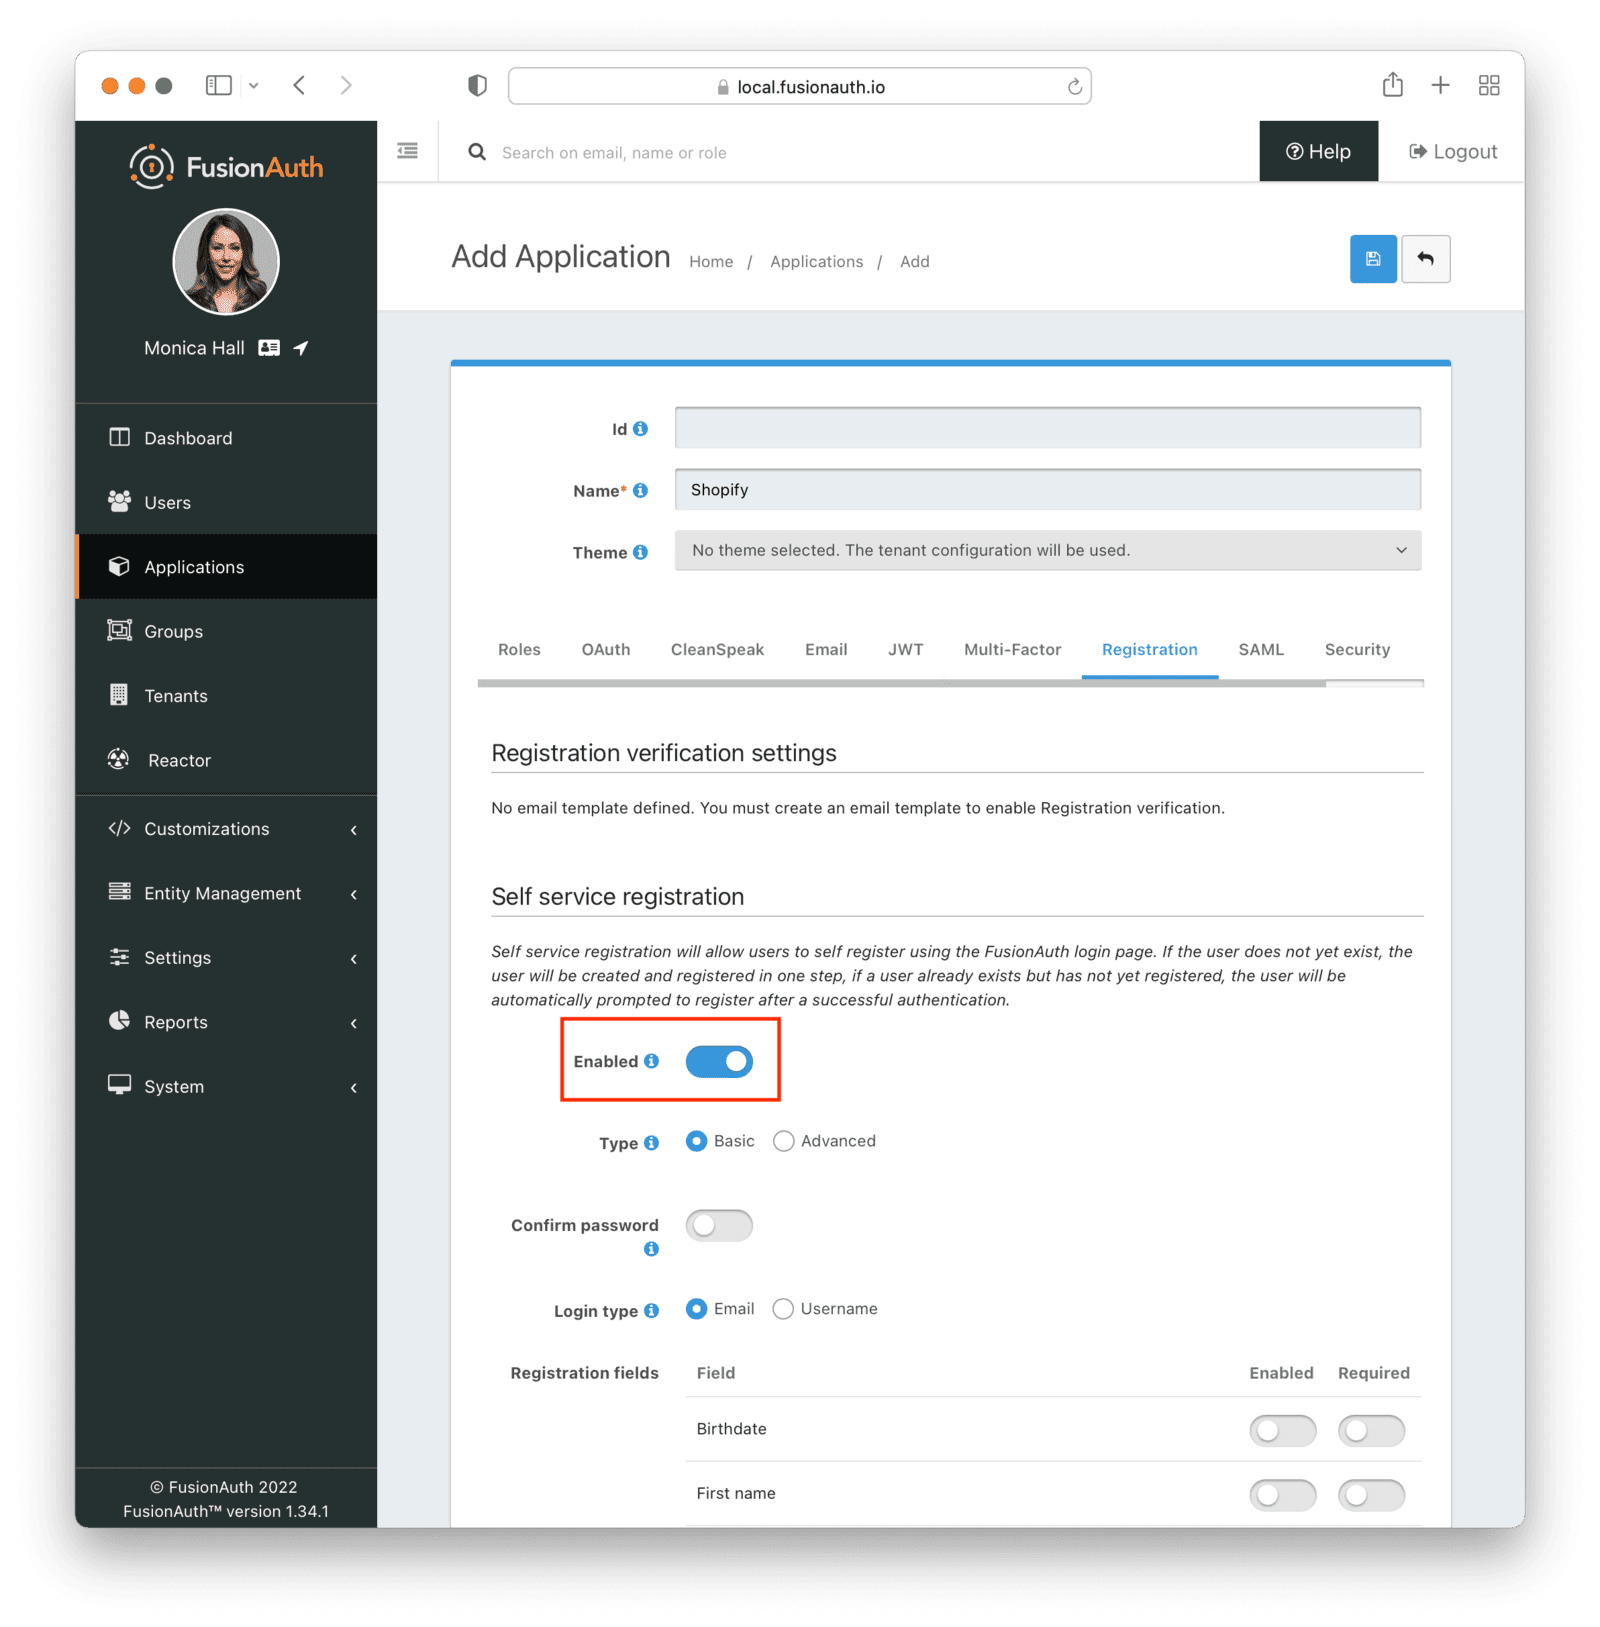 local.fusionauth.io
FusionAuth
Search on email, name or role
Help
Logout
Monica Hall
Dashboard
Users
Applications
Groups
Tenants
Reactor
Customizations
Entity Management
Settings
Reports
System
© FusionAuth 2022
FusionAuth™ version 1.34.1
Add Application Home / Applications / Add
Id
Name* Shopify
Theme No theme selected. The tenant configuration will be used.
Roles OAuth CleanSpeak Email JWT Multi-Factor Registration SAML Security
Registration verification settings
No email template defined. You must create an email template to enable Registration verification.
Self service registration
Self service registration will allow users to self register using the FusionAuth login page. If the user does not yet exist, the
user will be created and registered in one step, if a user already exists but has not yet registered, the user will be
automatically prompted to register after a successful authentication.
Enabled
Type Basic Advanced
Confirm password
Login type Email Username
Registration fields Field Enabled Required
Birthdate
First name